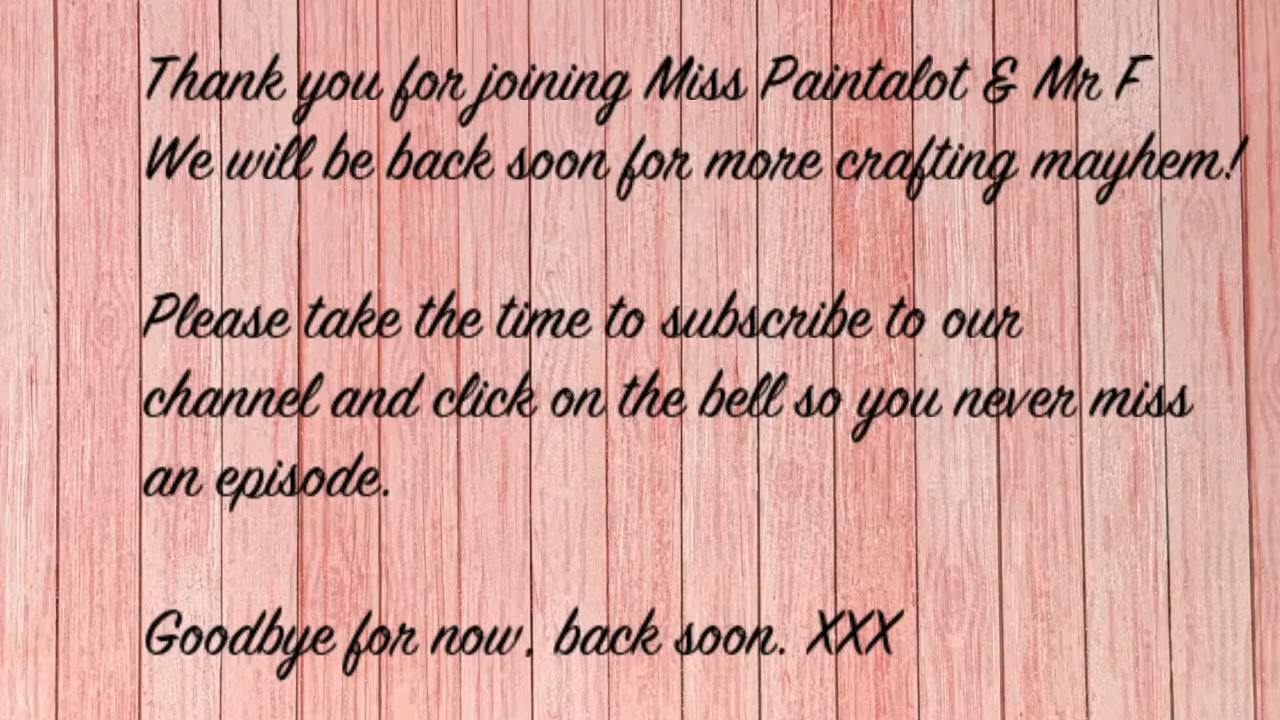 Thank you for joining Miss Paintalot & Mr F
We will be back soon for more crafting mayhem!
Please take the time to subscribe to our
channel and click on the bell so you never miss
an episode.
Goodbye for now, back soon. XXX